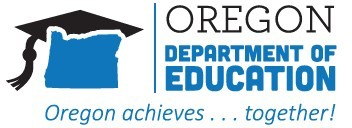 OREGON
DEPARTMENT OF
EDUCATION
Oregon achieves . . . together!